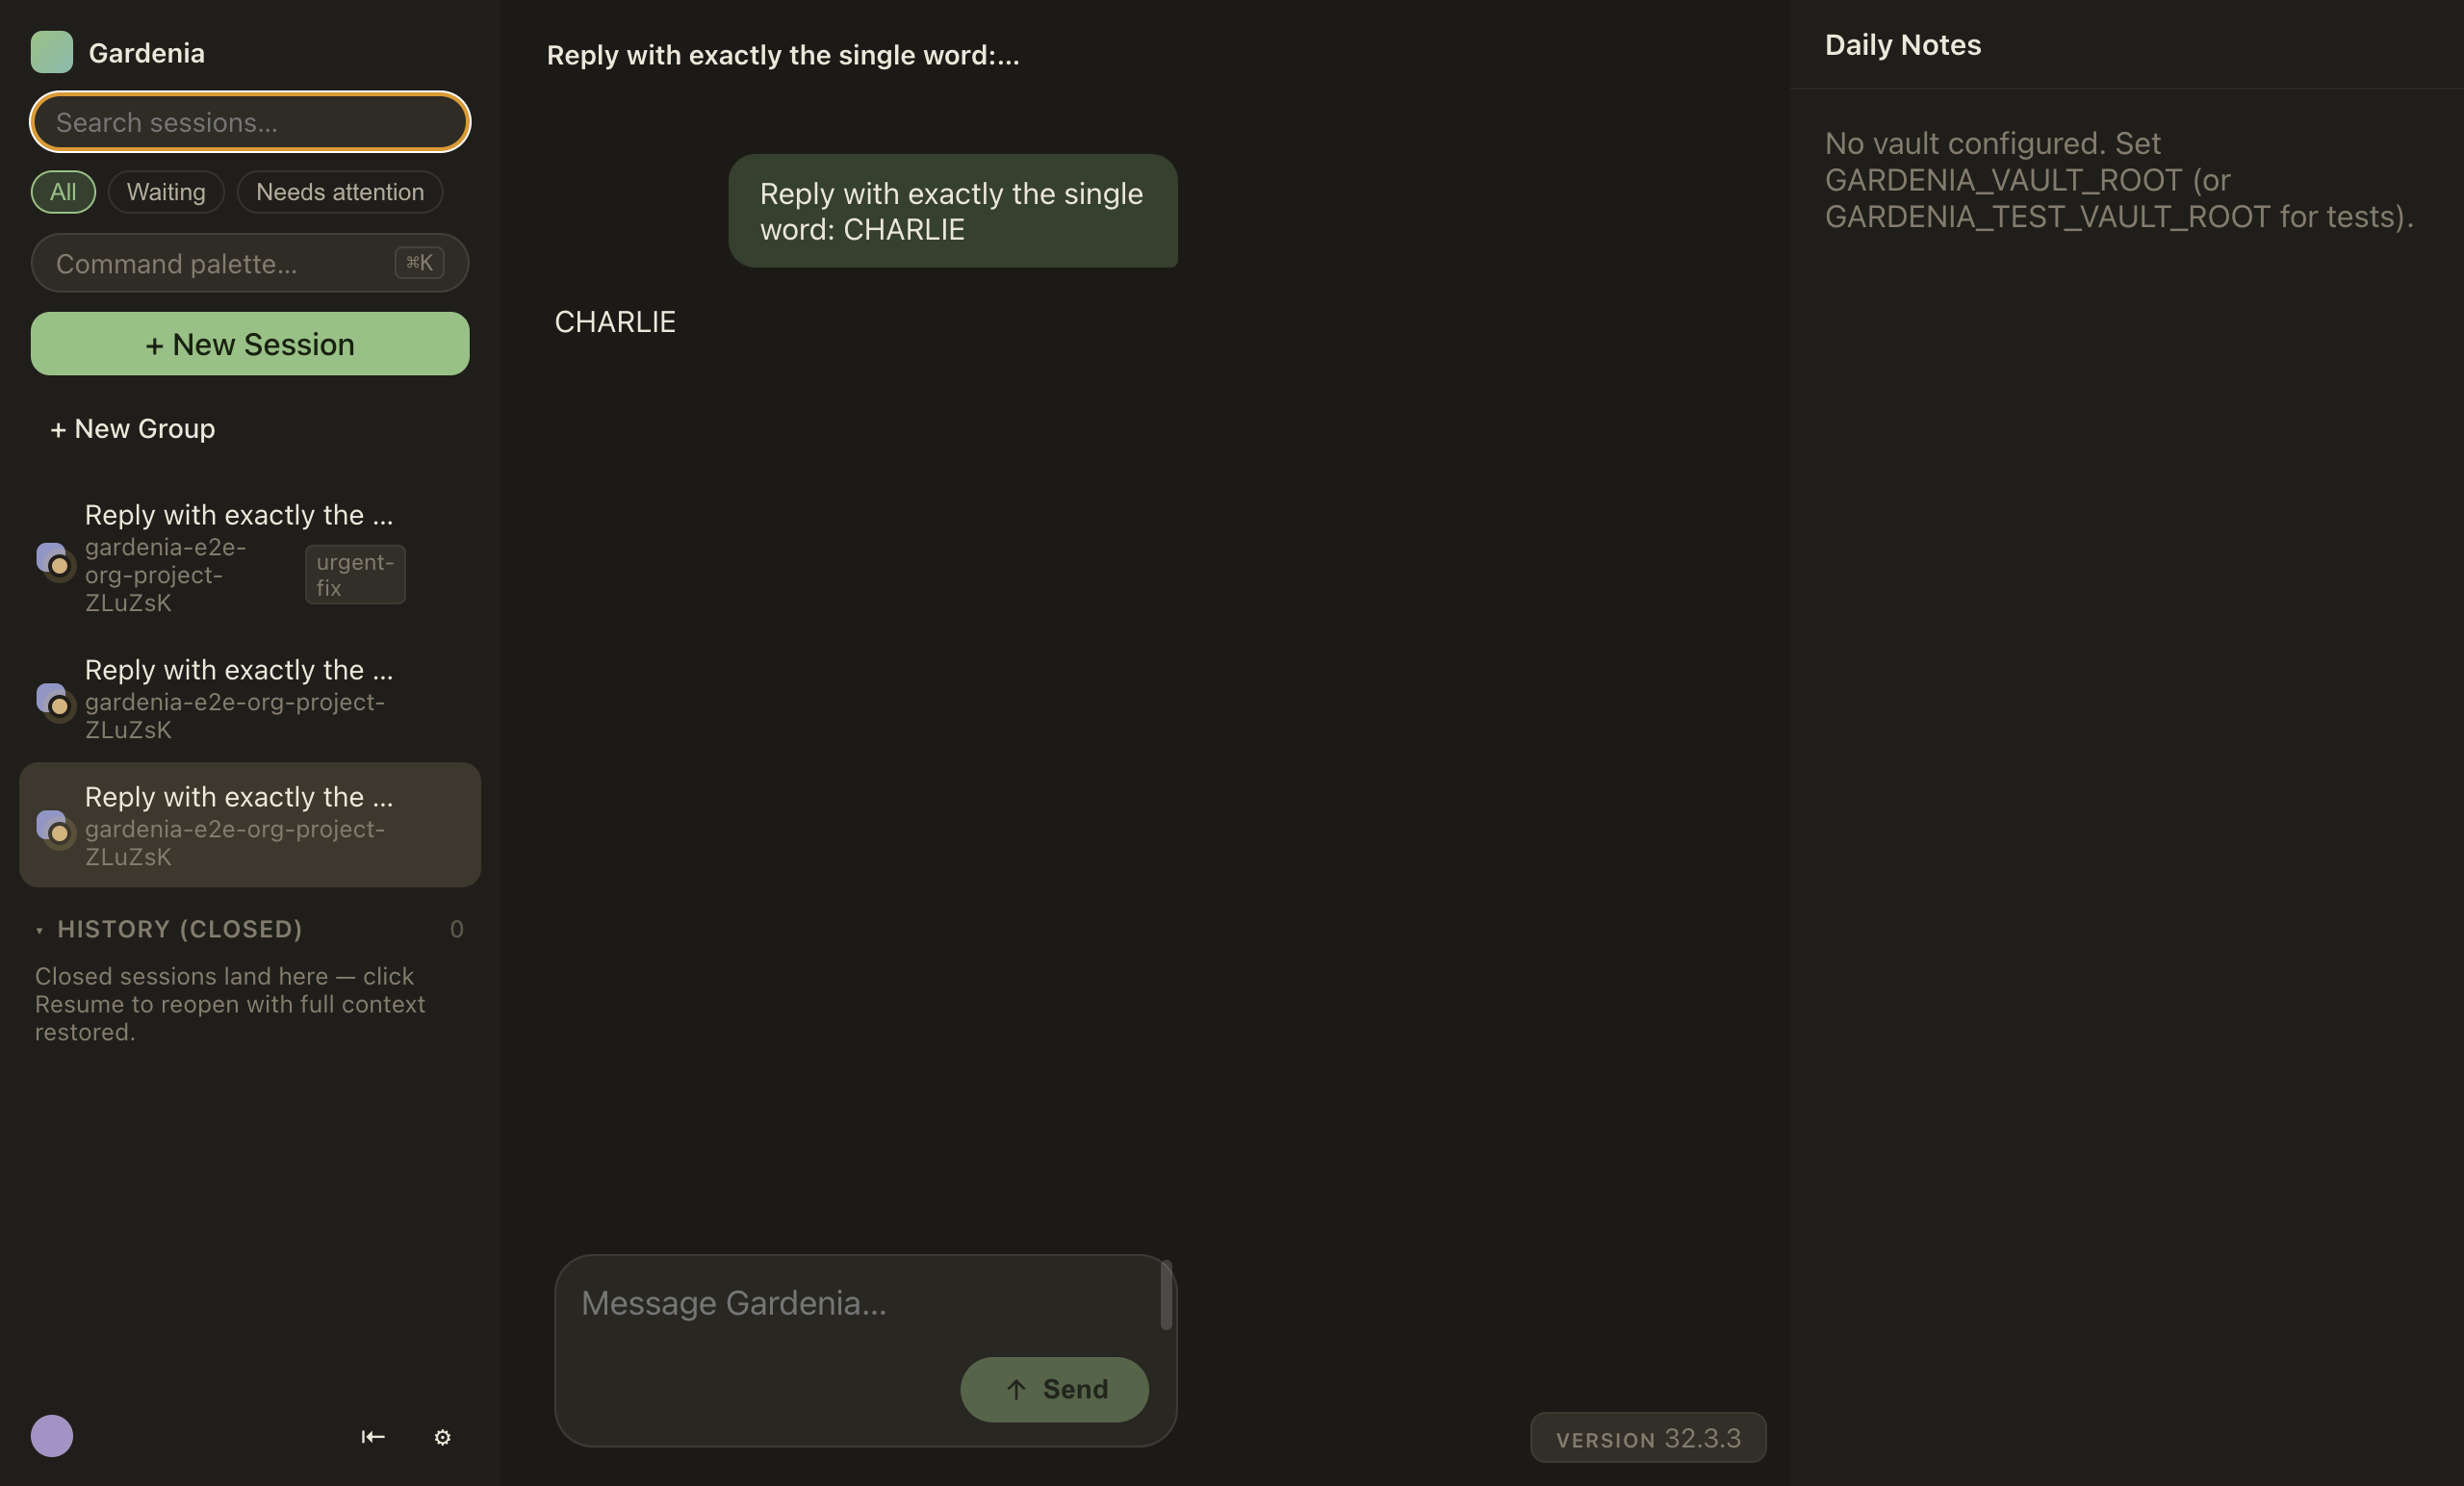 Gardenia
Search sessions...
All
Waiting
Needs attention
Command palette...
⌘K
+ New Session
+ New Group
Reply with exactly the ...
gardenia-e2e-
org-project-
ZLuZsK
urgent-
fix
Reply with exactly the ...
gardenia-e2e-org-project-
ZLuZsK
Reply with exactly the ...
gardenia-e2e-org-project-
ZLuZsK
HISTORY (CLOSED)
0
Closed sessions land here — click
Resume to reopen with full context
restored.
Reply with exactly the single word:...
Reply with exactly the single
word: CHARLIE
CHARLIE
Message Gardenia...
↑ Send
VERSION 32.3.3
Daily Notes
No vault configured. Set
GARDENIA_VAULT_ROOT (or
GARDENIA_TEST_VAULT_ROOT for tests).